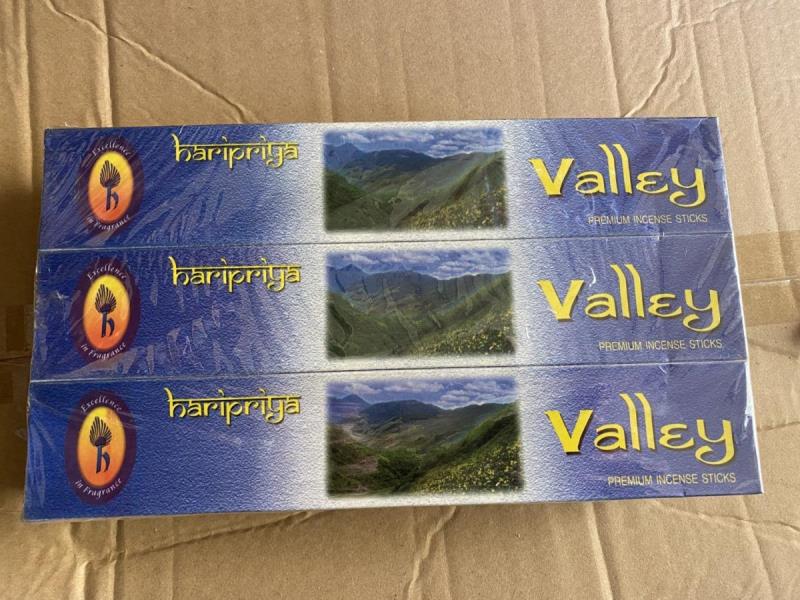 Excellence
h
in Fragrance
haripriya
Valley
PREMIUM INCENSE STICKS
Excellence
h
in Fragrance
haripriya
Valley
PREMIUM INCENSE STICKS
Excellence
h
in Fragrance
haripriya
Valley
PREMIUM INCENSE STICKS